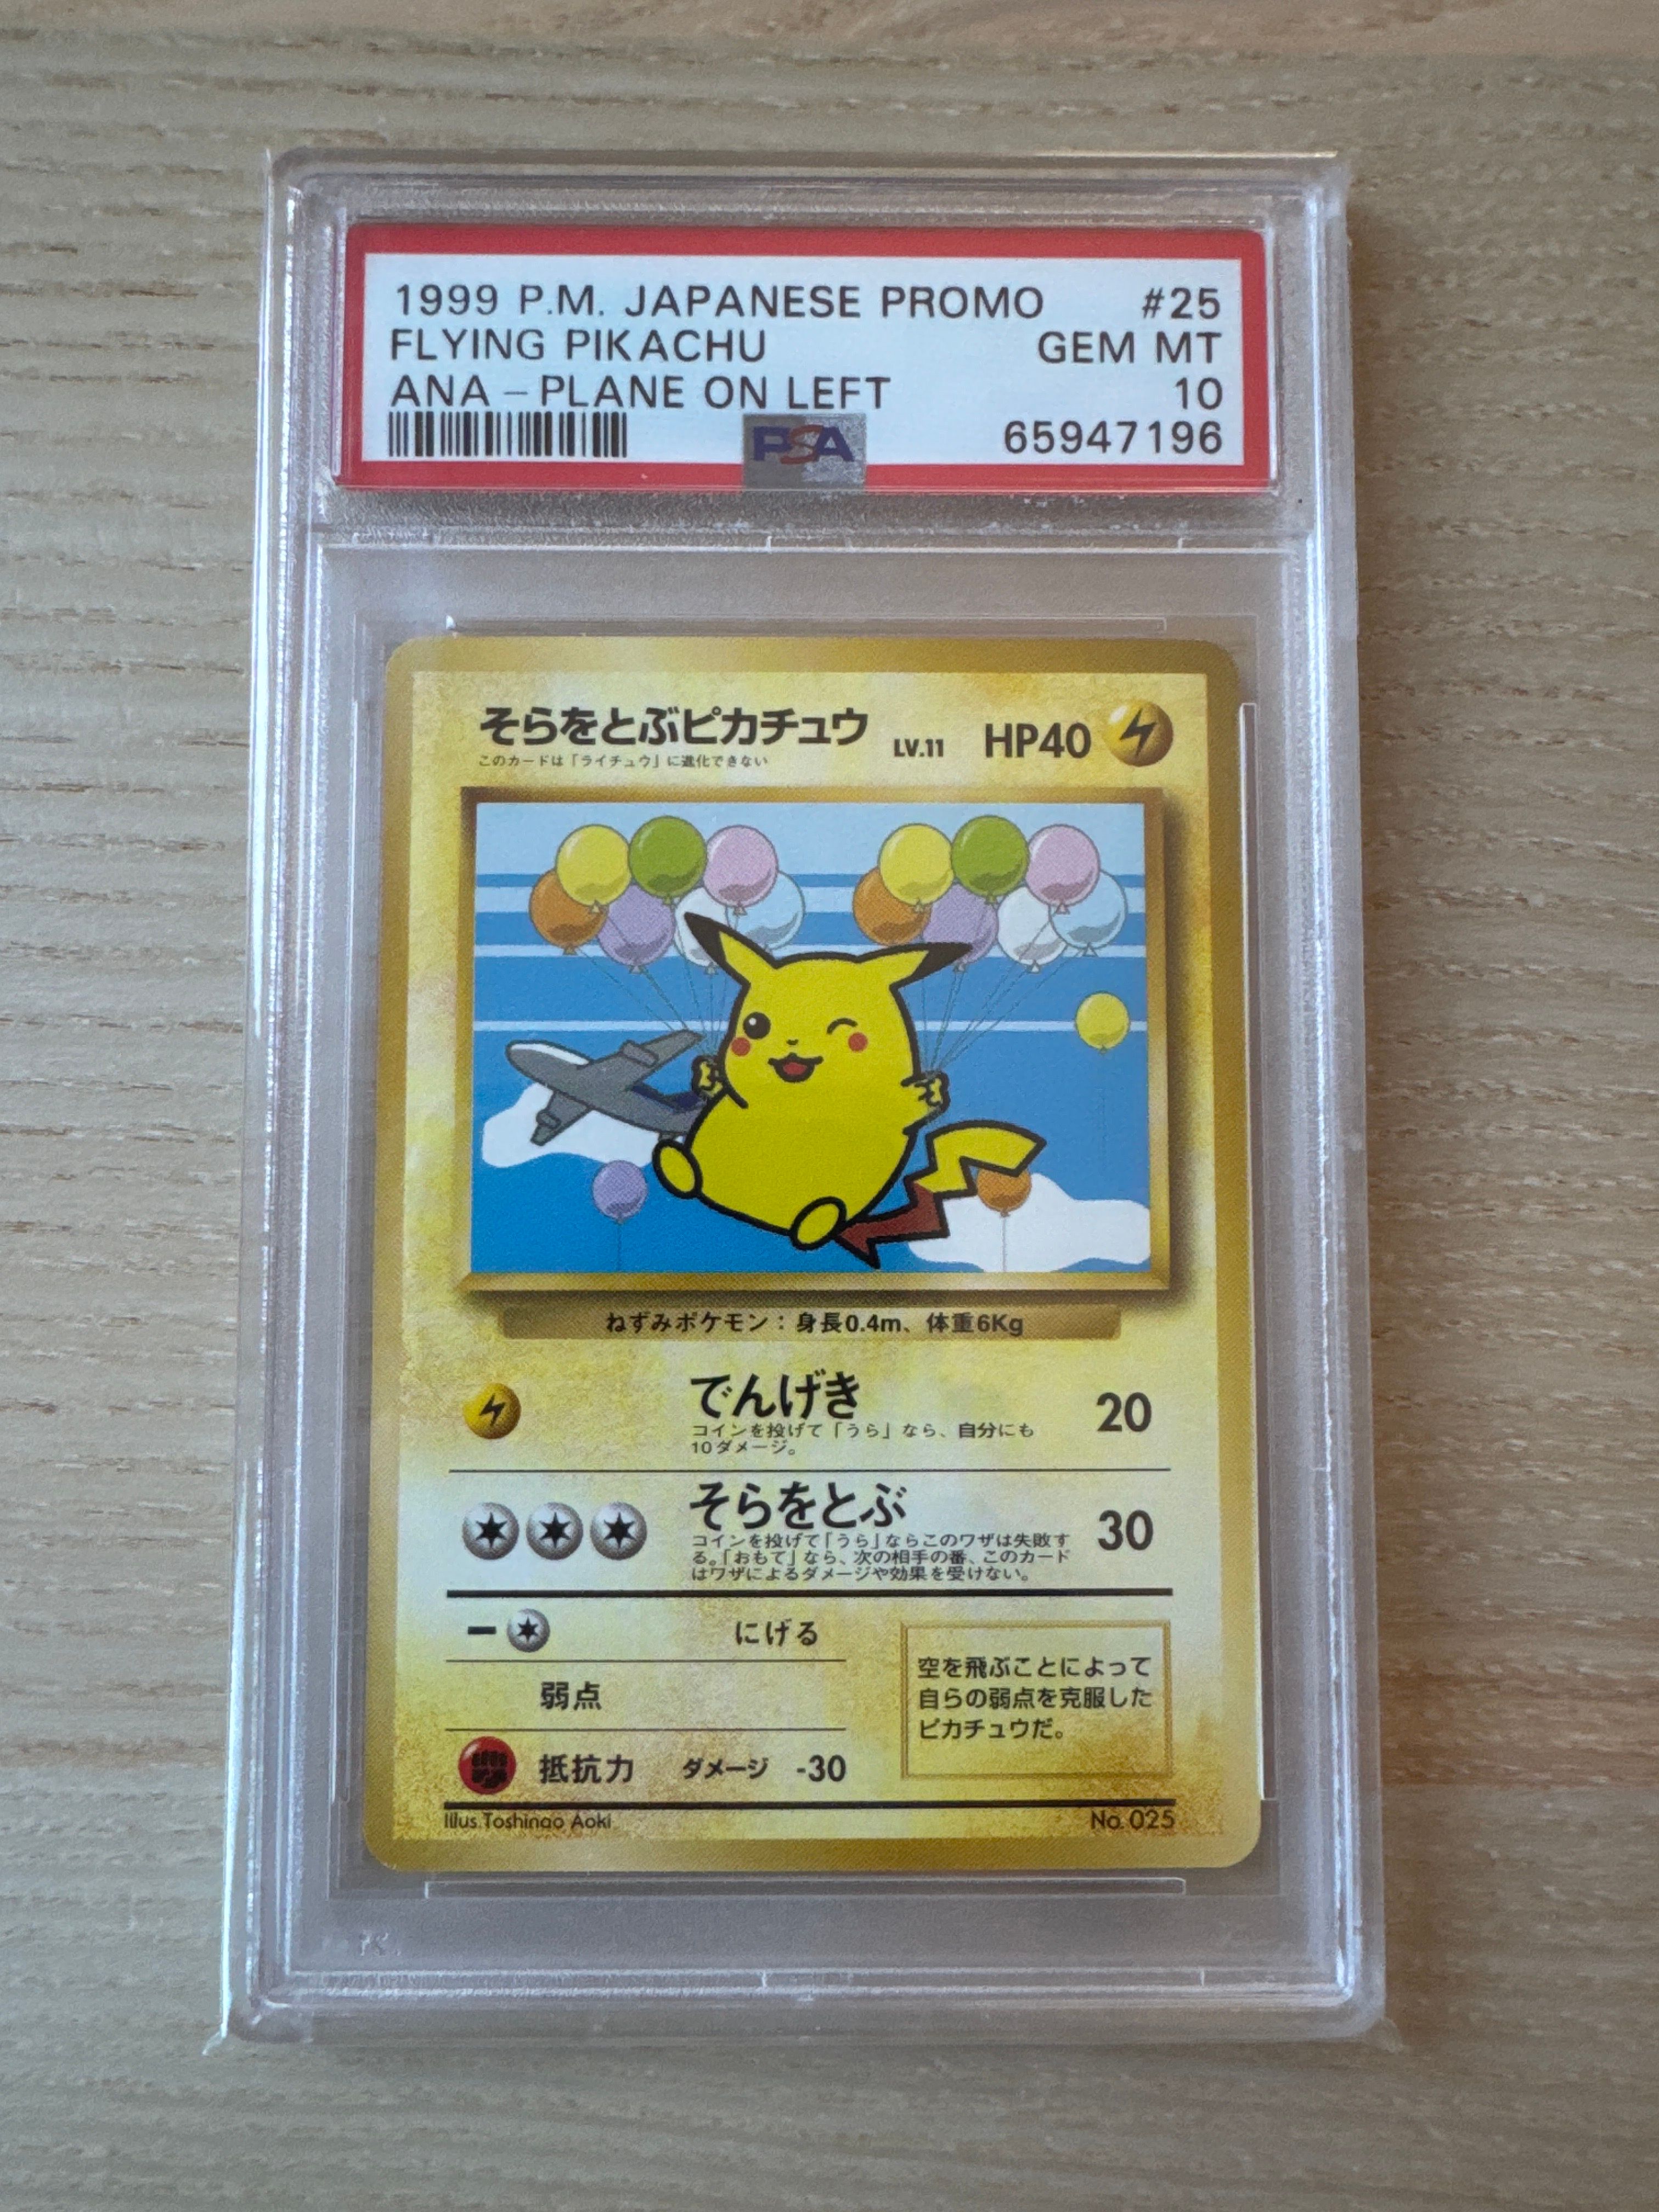 1999 P.M. JAPANESE PROMO #25
FLYING PIKACHU GEM MT
ANA – PLANE ON LEFT 10
PSA 65947196
そらをとぶピカチュウ LV.11 HP40
このカードは「ライチュウ」に進化できない
ねずみポケモン：身長0.4m、体重6Kg
でんげき 20
コインを投げて「うら」なら、自分にも
10ダメージ。
そらをとぶ 30
コインを投げて「うら」ならこのワザは失敗す
る。「おもて」なら、次の相手の番、このカード
はワザによるダメージや効果を受けない。
にげる
弱点
抵抗力 ダメージ -30
空を飛ぶことによって
自らの弱点を克服した
ピカチュウだ。
Illus. Toshinao Aoki No. 025